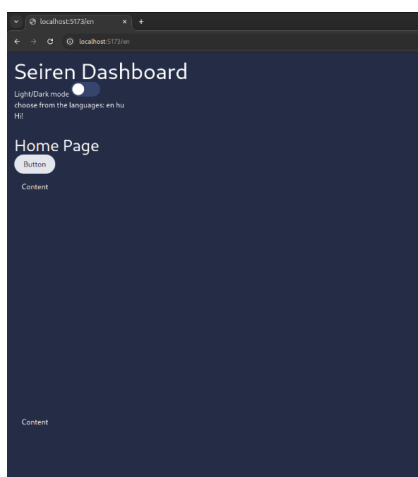 localhost:5173/en
localhost:5173/en
Seiren Dashboard
Light/Dark mode
choose from the languages: en hu
Hi!
Home Page
Button
Content
Content